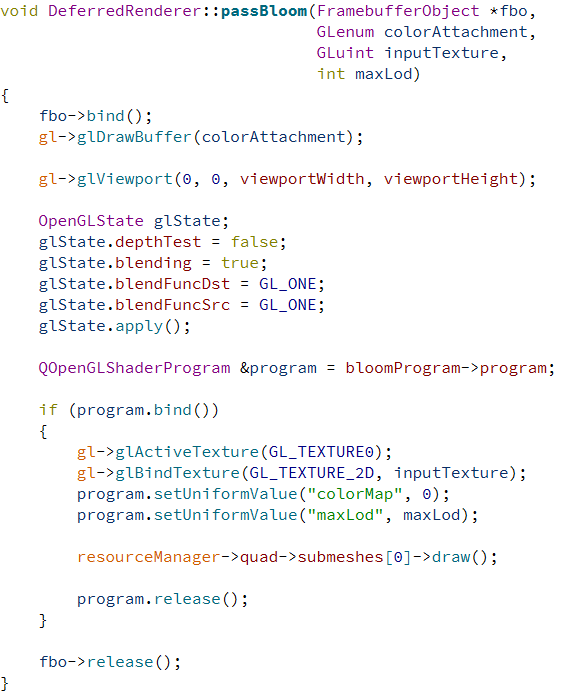 void DeferredRenderer::passBloom(FramebufferObject *fbo,
                                 GLenum colorAttachment,
                                 GLuint inputTexture,
                                 int maxLod)
{
    fbo->bind();
    gl->glDrawBuffer(colorAttachment);

    gl->glViewport(0, 0, viewportWidth, viewportHeight);

    OpenGLState glState;
    glState.depthTest = false;
    glState.blending = true;
    glState.blendFuncDst = GL_ONE;
    glState.blendFuncSrc = GL_ONE;
    glState.apply();

    QOpenGLShaderProgram &program = bloomProgram->program;

    if (program.bind())
    {
        gl->glActiveTexture(GL_TEXTURE0);
        gl->glBindTexture(GL_TEXTURE_2D, inputTexture);
        program.setUniformValue("colorMap", 0);
        program.setUniformValue("maxLod", maxLod);

        resourceManager->quad->submeshes[0]->draw();

        program.release();
    }

    fbo->release();
}